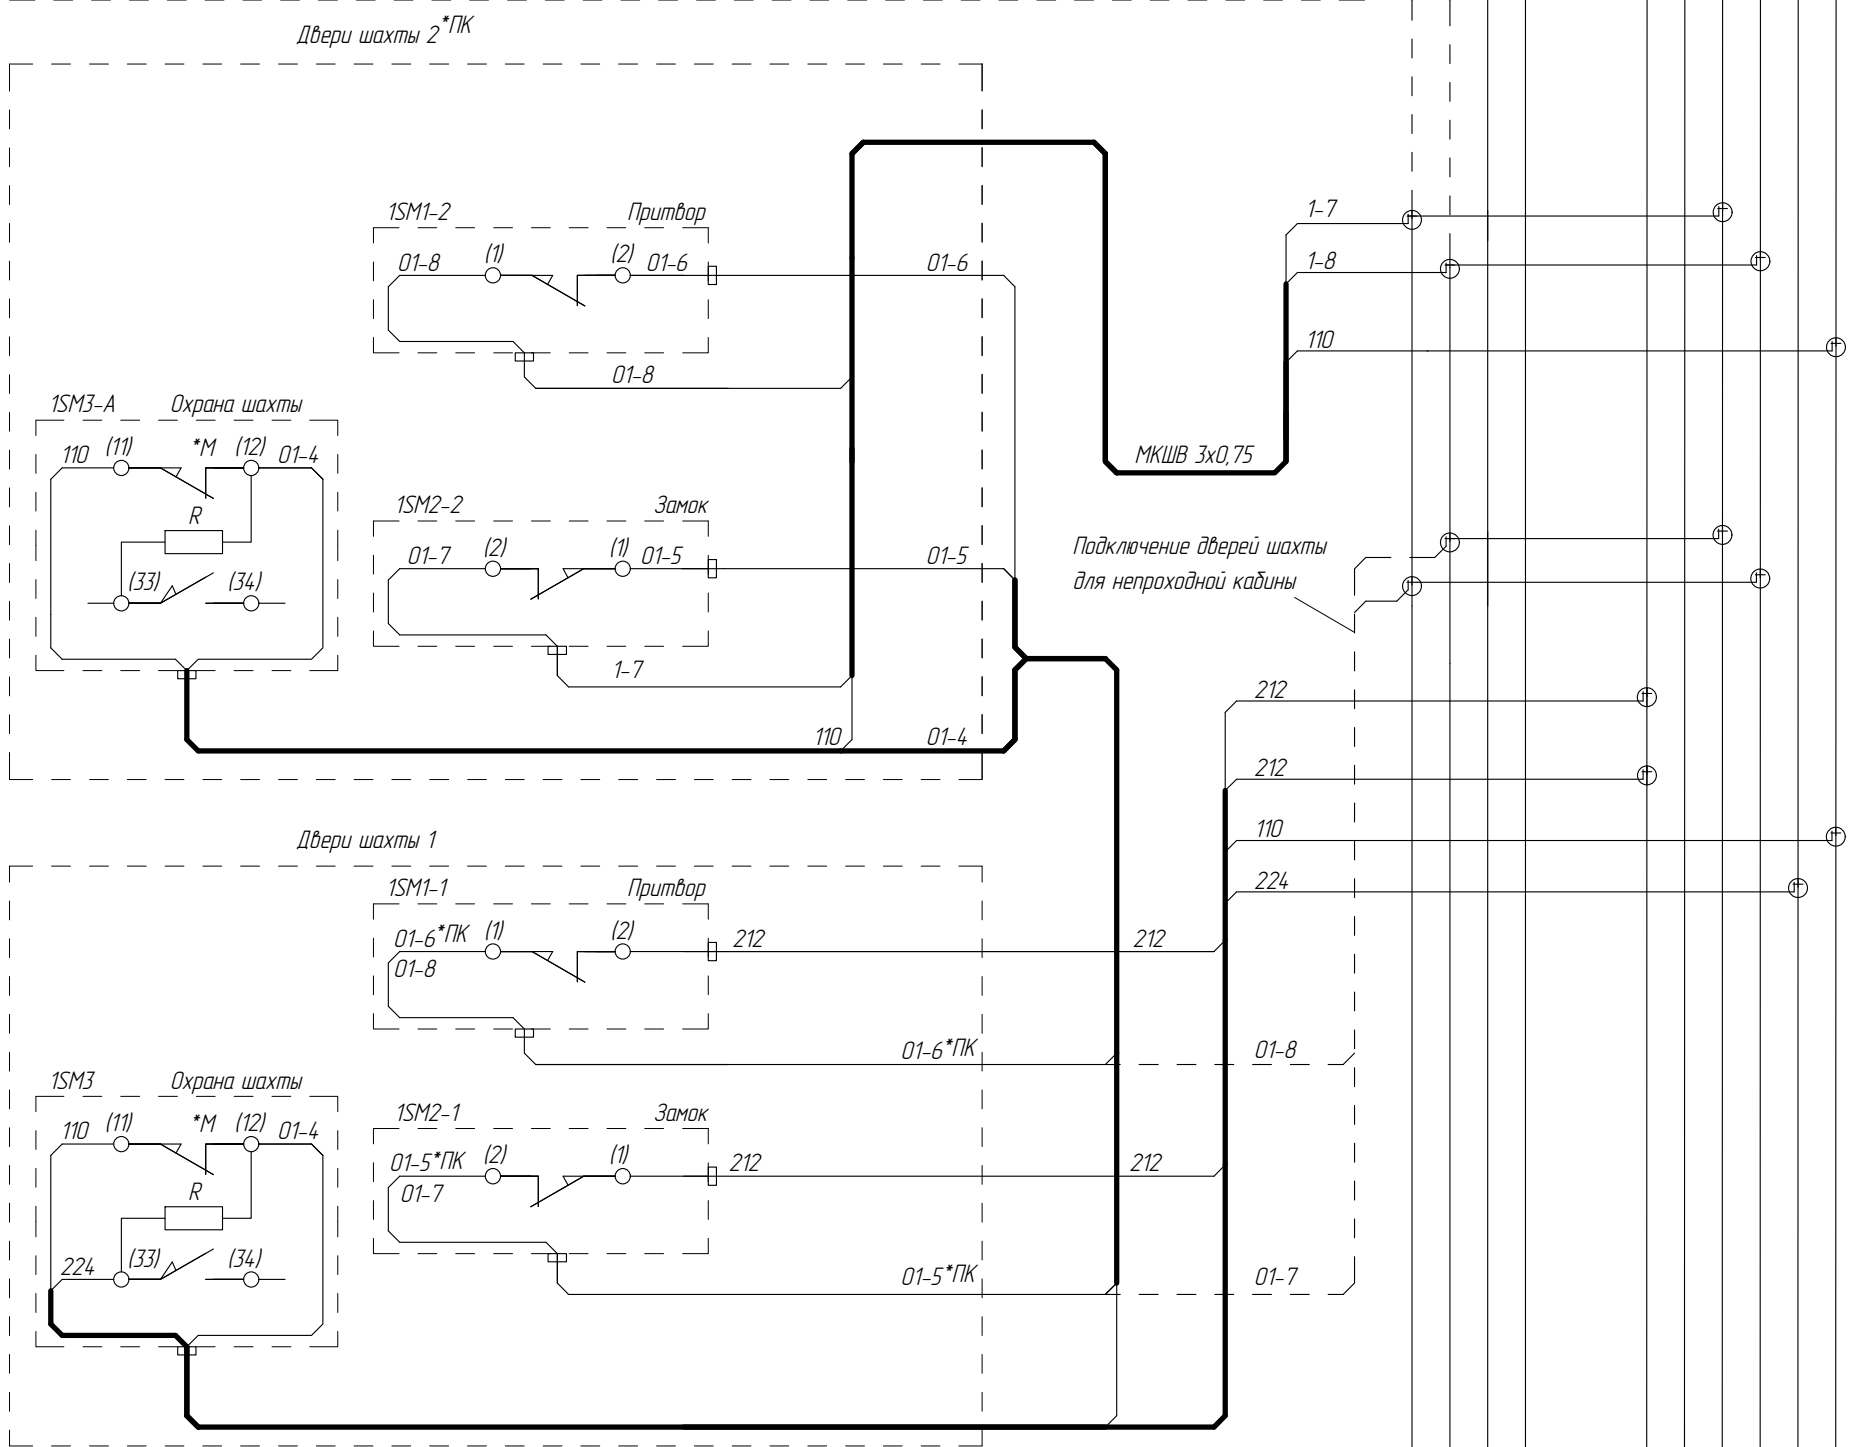 Двери шахты 2*ПК
1SM1-2 Притвор
01-8 (1) (2) 01-6
01-6
01-8
1-7
1-8
110
1SM3-A Охрана шахты
110 (11) *М (12) 01-4
R
(33) (34)
МКШВ 3х0,75
1SM2-2 Замок
01-7 (2) (1) 01-5
01-5
1-7
Подключение дверей шахты
для непроходной кабины
110
01-4
212
212
110
224
Двери шахты 1
1SM1-1 Притвор
01-6*ПК (1) (2) 212
212
01-8
01-6*ПК
01-8
1SM3 Охрана шахты
110 (11) *М (12) 01-4
R
224 (33) (34)
1SM2-1 Замок
01-5*ПК (2) (1) 212
212
01-7
01-5*ПК
01-7